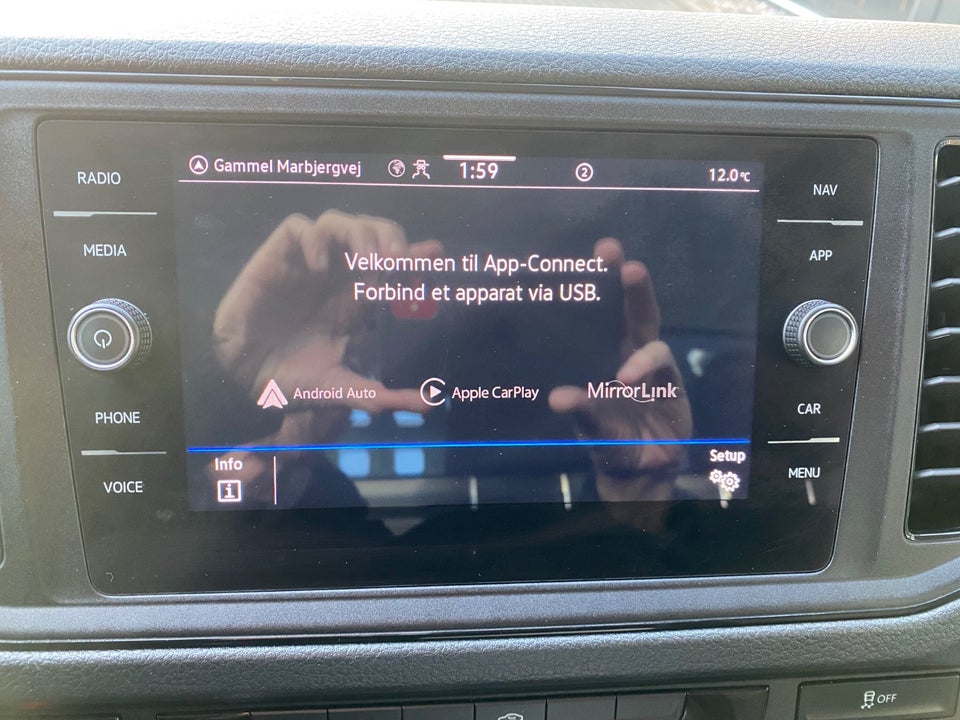 RADIO
MEDIA
PHONE
VOICE
Gammel Marbjergvej 1:59 2 12.0°C
Velkommen til App-Connect.
Forbind et apparat via USB.
Android Auto Apple CarPlay MirrorLink
Info Setup
i
NAV
APP
CAR
MENU
OFF